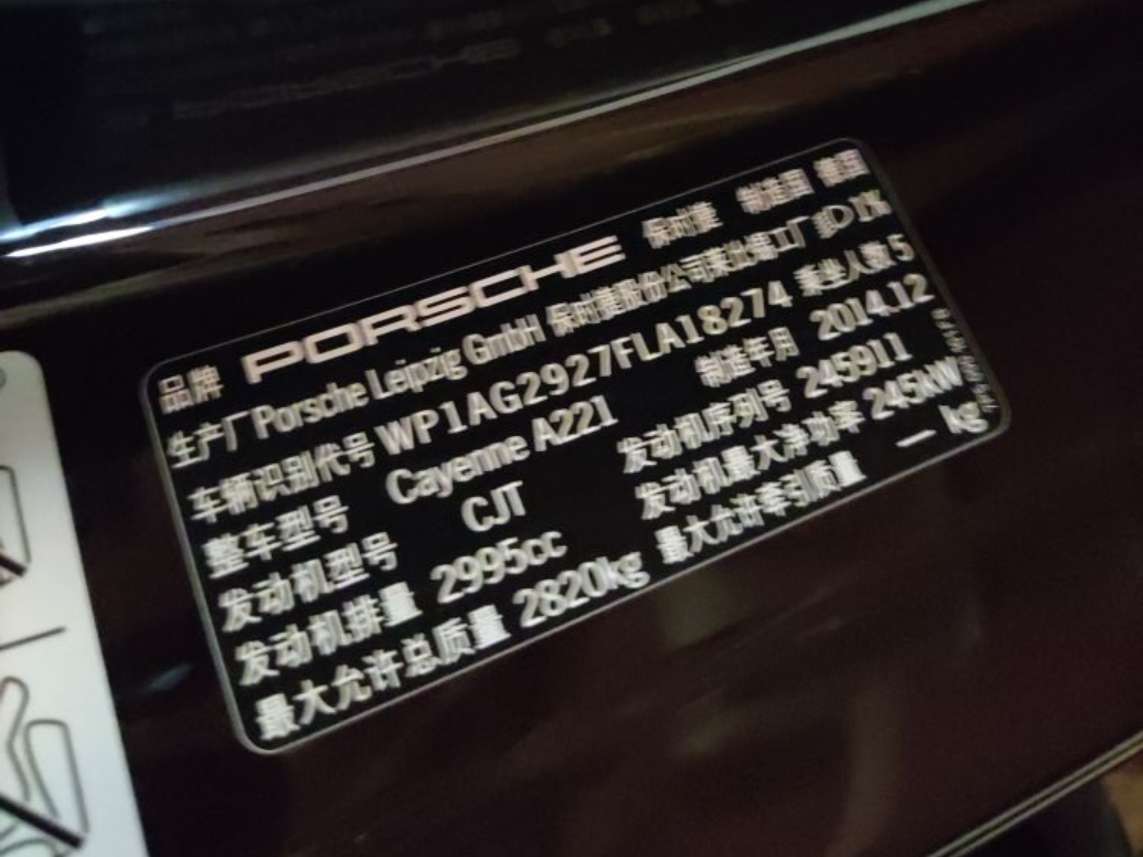 品牌 PORSCHE 保时捷 制造国 德国
生产厂 Porsche Leipzig GmbH 保时捷股份公司莱比锡工厂
车辆识别代号 WP1AG2927FLA18274 乘坐人数 5
整车型号 Cayenne A221 制造年月 2014.12
发动机型号 CJT 发动机序列号 245911
发动机排量 2995cc 发动机最大净功率 245kW
最大允许总质量 2820kg 最大允许牵引质量 — kg